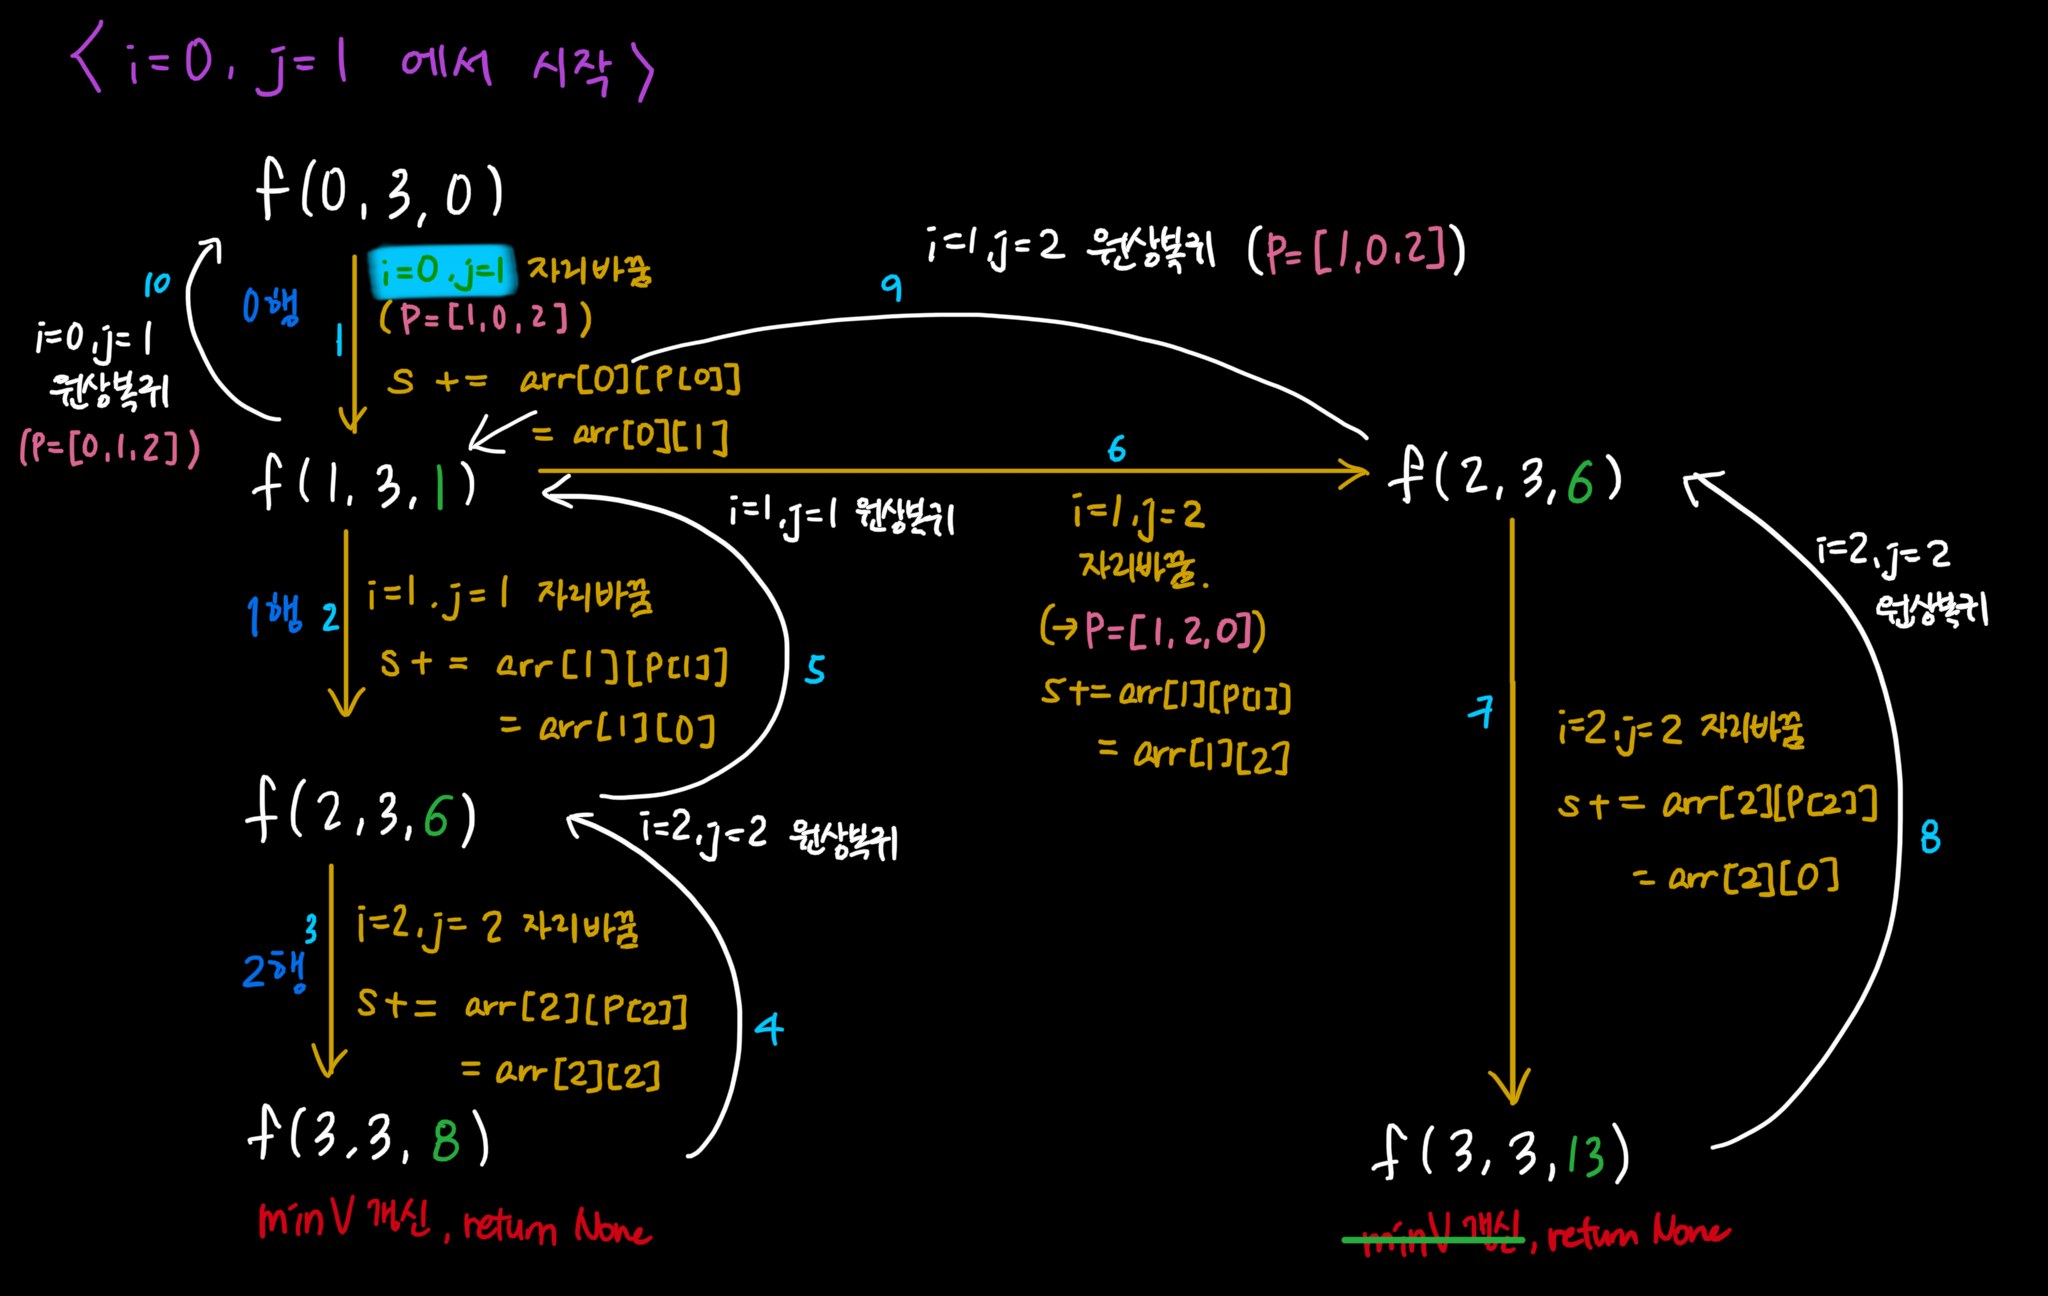 < i=0, j=1 에서 시작 >
f(0, 3, 0)
10
i=0, j=1
원상복귀
(P=[0,1,2])
0행
1
i=0, j=1 자리바꿈
(P=[1,0,2])
s += arr[0][P[0]]
= arr[0][1]
9
i=1, j=2 원상복귀 (P=[1,0,2])
f(1, 3, 1)
6
i=1, j=2
자리바꿈.
(→P=[1,2,0])
s+=arr[1][P[1]]
= arr[1][2]
f(2, 3, 6)
i=1, j=1 원상복귀
5
1행
2
i=1, j=1 자리바꿈
s += arr[1][P[1]]
= arr[1][0]
7
i=2, j=2 자리바꿈
s += arr[2][P[2]]
= arr[2][0]
i=2, j=2
원상복귀
8
f(2, 3, 6)
i=2, j=2 원상복귀
4
3
2행
i=2, j=2 자리바꿈
s += arr[2][P[2]]
= arr[2][2]
f(3, 3, 8)
minV 갱신, return None
f(3, 3, 13)
minV 갱신, return None